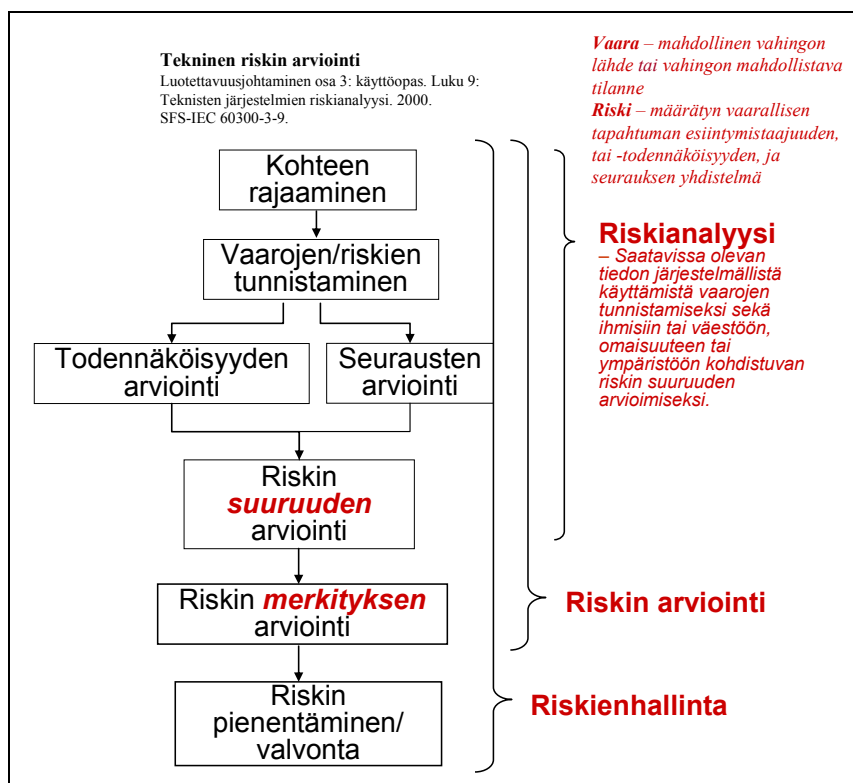 Tekninen riskin arviointi
Luotettavuusjohtaminen osa 3: käyttöopas. Luku 9:
Teknisten järjestelmien riskianalyysi. 2000.
SFS-IEC 60300-3-9.
Vaara – mahdollinen vahingon
lähde tai vahingon mahdollistava
tilanne
Riski – määrätyn vaarallisen
tapahtuman esiintymistaajuuden,
tai -todennäköisyyden, ja
seurauksen yhdistelmä
Kohteen
rajaaminen
Vaarojen/riskien
tunnistaminen
Todennäköisyyden
arviointi
Seurausten
arviointi
Riskin
suuruuden
arviointi
Riskin merkityksen
arviointi
Riskin
pienentäminen/
valvonta
Riskianalyysi
– Saatavissa olevan
tiedon järjestelmällistä
käyttämistä vaarojen
tunnistamiseksi sekä
ihmisiin tai väestöön,
omaisuuteen tai
ympäristöön kohdistuvan
riskin suuruuden
arvioimiseksi.
Riskin arviointi
Riskienhallinta